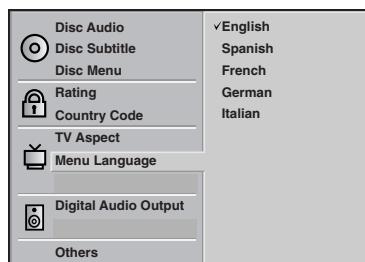 Disc Audio
Disc Subtitle
Disc Menu
Rating
Country Code
TV Aspect
Menu Language
Digital Audio Output
Others
✓English
Spanish
French
German
Italian